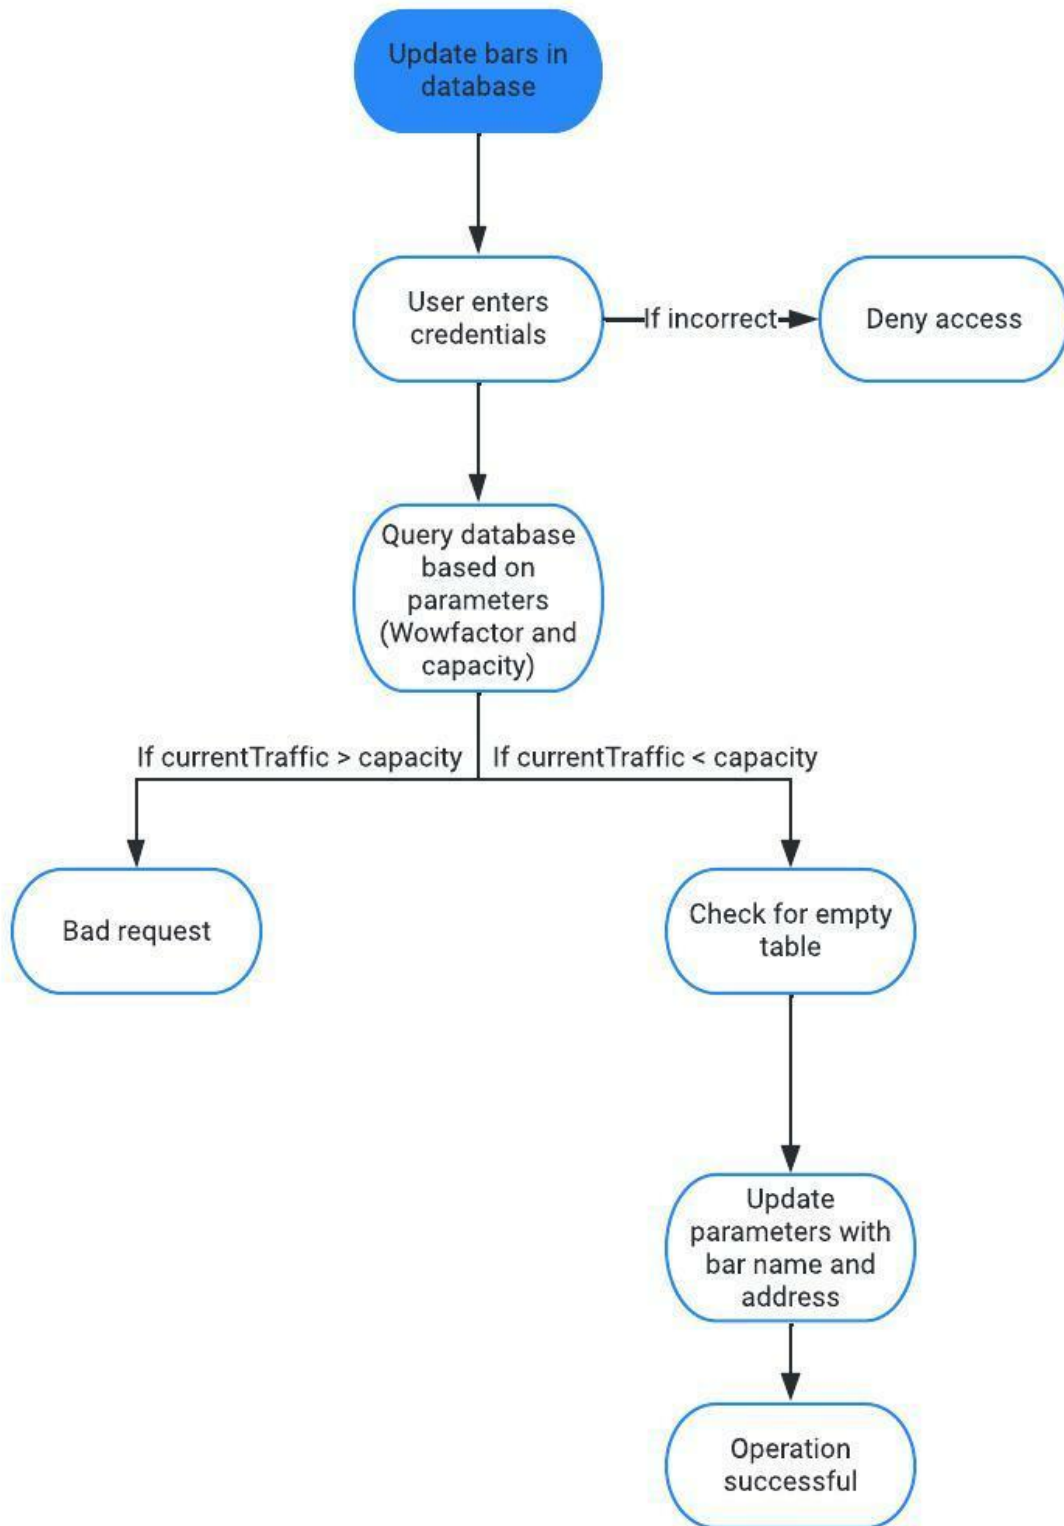 Update bars in
database
User enters
credentials
If incorrect
Deny access
Query database
based on
parameters
(Wowfactor and
capacity)
If currentTraffic > capacity
If currentTraffic < capacity
Bad request
Check for empty
table
Update
parameters with
bar name and
address
Operation
successful